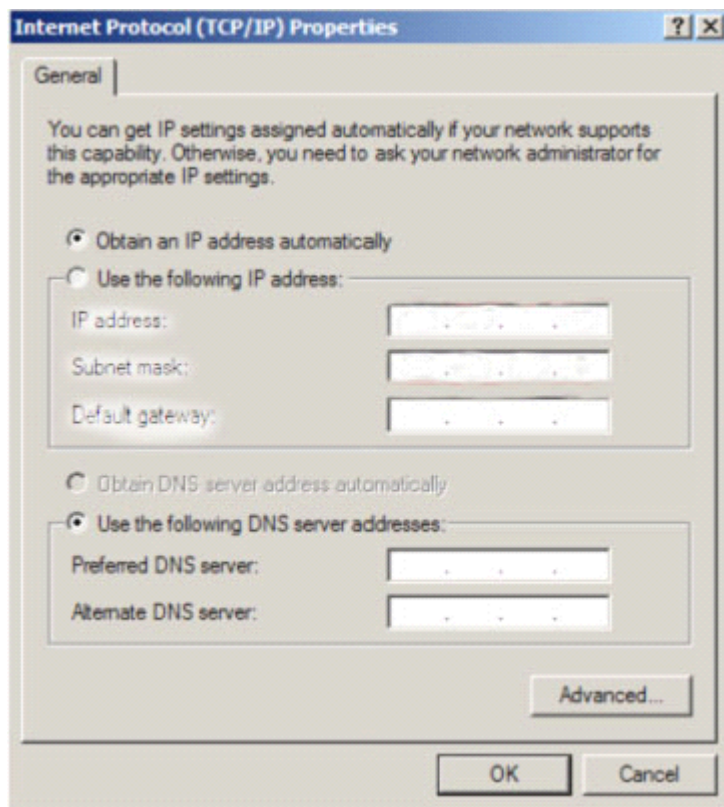 Internet Protocol (TCP/IP) Properties
General
You can get IP settings assigned automatically if your network supports
this capability. Otherwise, you need to ask your network administrator for
the appropriate IP settings.
Obtain an IP address automatically
Use the following IP address:
IP address:
Subnet mask:
Default gateway:
Obtain DNS server address automatically
Use the following DNS server addresses:
Preferred DNS server:
Alternate DNS server:
Advanced...
OK Cancel